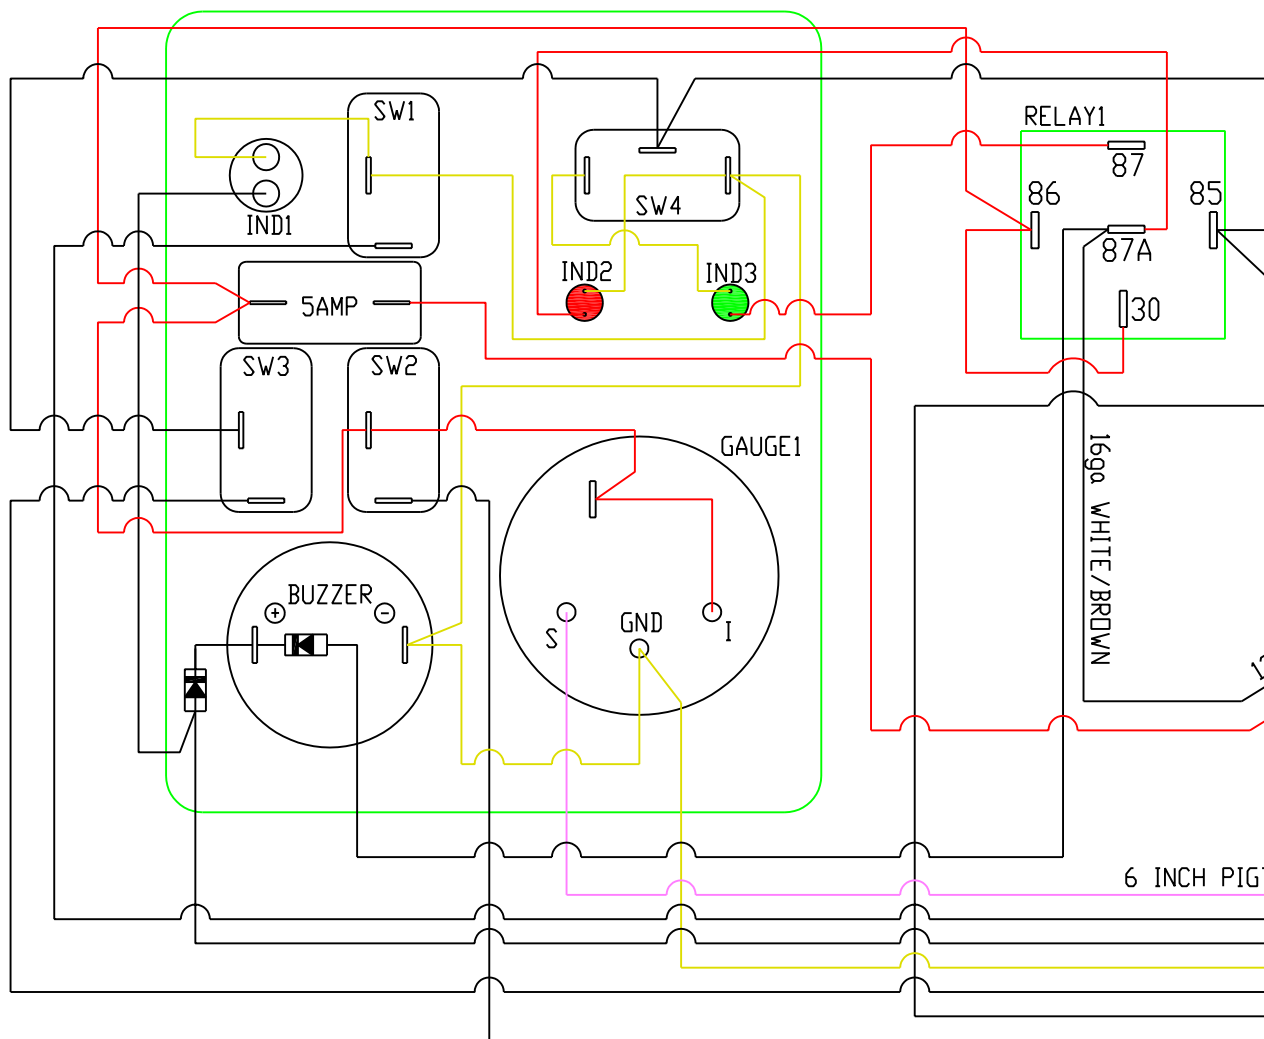 SW1
RELAY1
87
86
85
SW4
IND1
87A
IND2
IND3
5AMP
30
SW3
SW2
GAUGE1
16ga WHITE/BROWN
BUZZER
+
-
GND
S
I
6 INCH